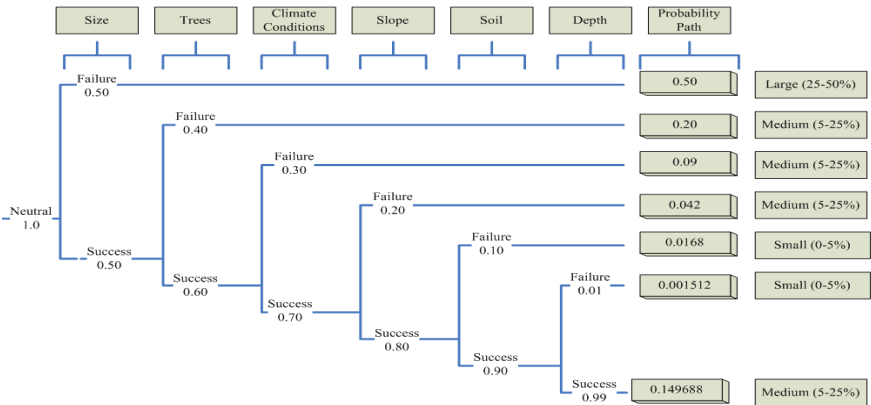 Size
Trees
Climate
Conditions
Slope
Soil
Depth
Probability
Path
Failure
0.50
0.50
Large (25-50%)
Failure
0.40
0.20
Medium (5-25%)
Failure
0.30
0.09
Medium (5-25%)
Neutral
1.0
Failure
0.20
0.042
Medium (5-25%)
Success
0.50
Failure
0.10
0.0168
Small (0-5%)
Success
0.60
Failure
0.01
0.001512
Small (0-5%)
Success
0.70
Success
0.80
Success
0.90
Success
0.99
0.149688
Medium (5-25%)